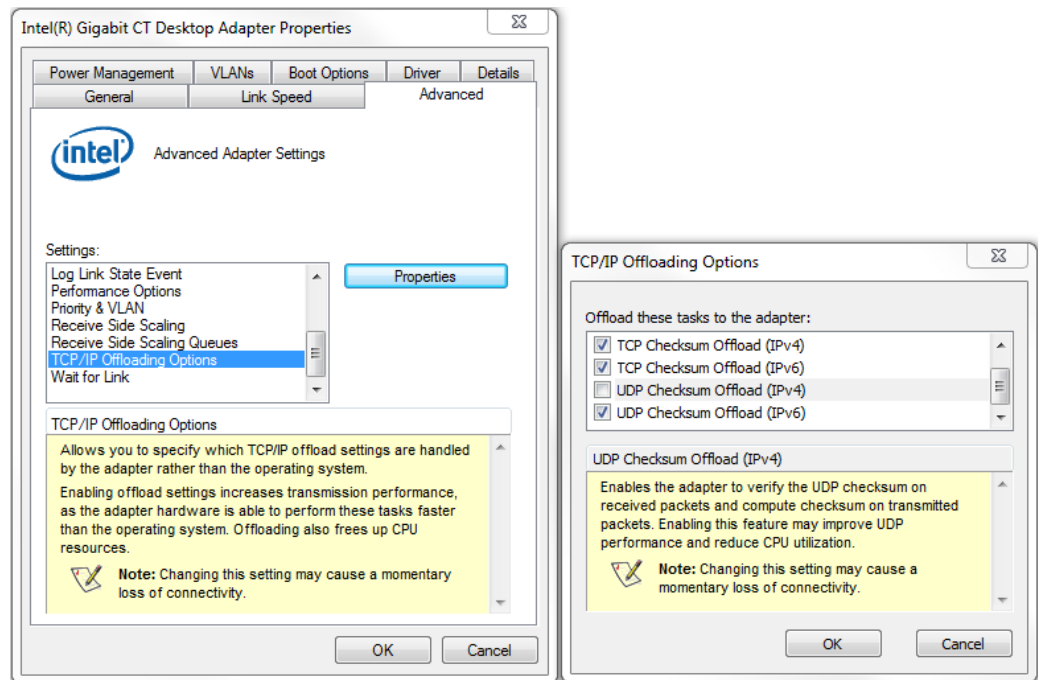 Intel(R) Gigabit CT Desktop Adapter Properties
Power Management
VLANs
Boot Options
Driver
Details
General
Link Speed
Advanced
intel
Advanced Adapter Settings
Settings:
Log Link State Event
Performance Options
Priority & VLAN
Receive Side Scaling
Receive Side Scaling Queues
TCP/IP Offloading Options
Wait for Link
Properties
TCP/IP Offloading Options
Allows you to specify which TCP/IP offload settings are handled
by the adapter rather than the operating system.
Enabling offload settings increases transmission performance,
as the adapter hardware is able to perform these tasks faster
than the operating system. Offloading also frees up CPU
resources.
Note: Changing this setting may cause a momentary
loss of connectivity.
OK
Cancel
TCP/IP Offloading Options
Offload these tasks to the adapter:
TCP Checksum Offload (IPv4)
TCP Checksum Offload (IPv6)
UDP Checksum Offload (IPv4)
UDP Checksum Offload (IPv6)
UDP Checksum Offload (IPv4)
Enables the adapter to verify the UDP checksum on
received packets and compute checksum on transmitted
packets. Enabling this feature may improve UDP
performance and reduce CPU utilization.
Note: Changing this setting may cause a
momentary loss of connectivity.
OK
Cancel